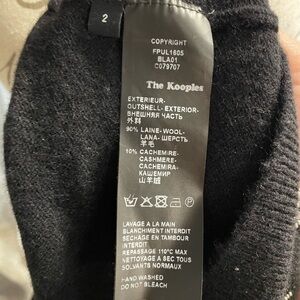 2
COPYRIGHT
FPUL1605
BLA01
C079707
The Kooples
EXTERIEUR-
OUTSHELL-EXTERIOR-
ВНЕШНЯЯ ЧАСТЬ
外料
90% LAINE-WOOL-
LANA-ШЕРСТЬ
羊毛
10% CACHEMIRE-
CASHMERE-
CACHEMIRA-
КАШЕМИР
山羊绒
LAVAGE A LA MAIN
BLANCHIMENT INTERDIT
SECHAGE EN TAMBOUR
INTERDIT
REPASSAGE 110°C MAX
NETTOYAGE A SEC TOUS
SOLVANTS NORMAUX
HAND WASHED
DO NOT BLEACH